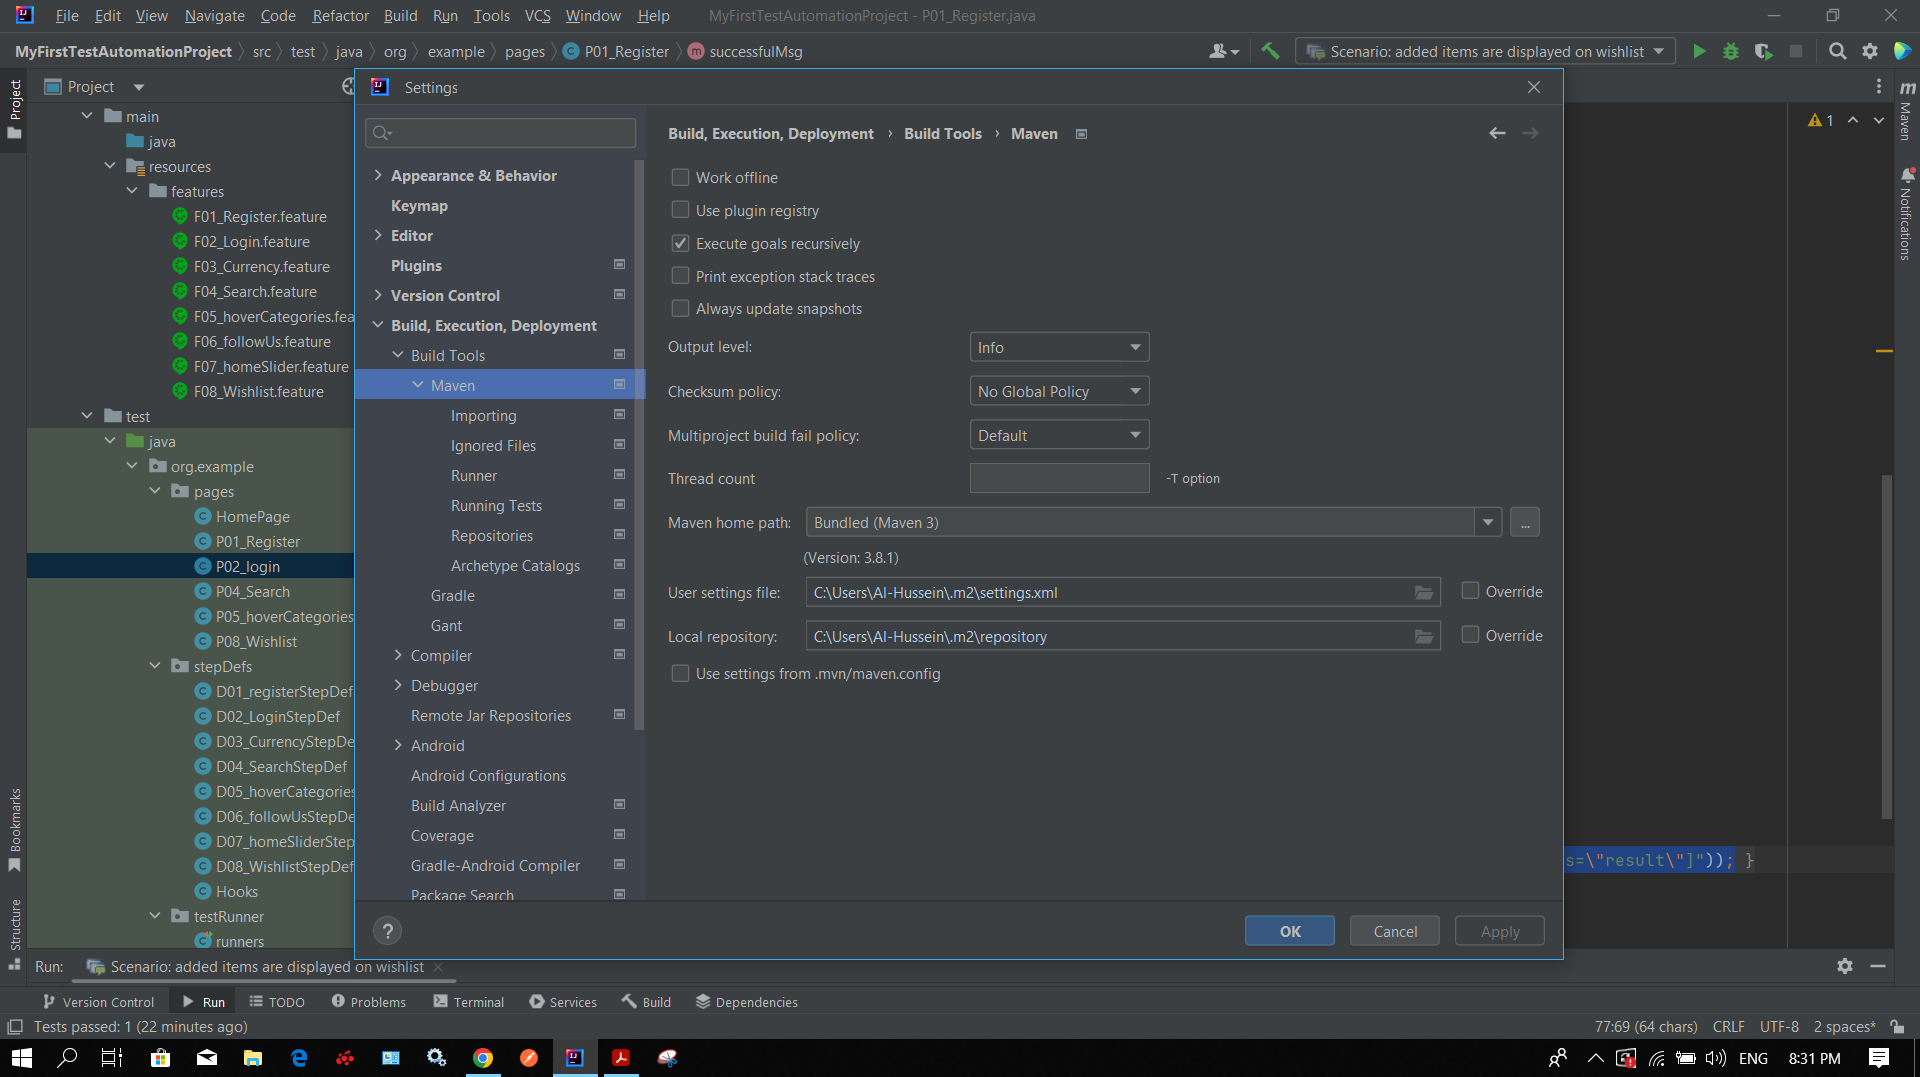 File Edit View Navigate Code Refactor Build Run Tools VCS Window Help MyFirstTestAutomationProject - P01_Register.java
MyFirstTestAutomationProject src test java org example pages P01_Register successfulMsg
Scenario: added items are displayed on wishlist
Project
Project
main
java
resources
features
F01_Register.feature
F02_Login.feature
F03_Currency.feature
F04_Search.feature
F05_hoverCategories.fea
F06_followUs.feature
F07_homeSlider.feature
F08_Wishlist.feature
test
java
org.example
pages
HomePage
P01_Register
P02_login
P04_Search
P05_hoverCategories
P08_Wishlist
stepDefs
D01_registerStepDef
D02_LoginStepDef
D03_CurrencyStepDe
D04_SearchStepDef
D05_hoverCategories
D06_followUsStepDe
D07_homeSliderStep
D08_WishlistStepDef
Hooks
testRunner
runners
Bookmarks
Structure
Settings
Appearance & Behavior
Keymap
Editor
Plugins
Version Control
Build, Execution, Deployment
Build Tools
Maven
Importing
Ignored Files
Runner
Running Tests
Repositories
Archetype Catalogs
Gradle
Gant
Compiler
Debugger
Remote Jar Repositories
Android
Android Configurations
Build Analyzer
Coverage
Gradle-Android Compiler
Package Search
Build, Execution, Deployment › Build Tools › Maven
Work offline
Use plugin registry
Execute goals recursively
Print exception stack traces
Always update snapshots
Output level: Info
Checksum policy: No Global Policy
Multiproject build fail policy: Default
Thread count -T option
Maven home path: Bundled (Maven 3) ...
(Version: 3.8.1)
User settings file: C:\Users\Al-Hussein\.m2\settings.xml Override
Local repository: C:\Users\Al-Hussein\.m2\repository Override
Use settings from .mvn/maven.config
? OK Cancel Apply
1
m Maven
Notifications
s=\"result\"]")); }
Run: Scenario: added items are displayed on wishlist
Version Control Run TODO Problems Terminal Services Build Dependencies
Tests passed: 1 (22 minutes ago) 77:69 (64 chars) CRLF UTF-8 2 spaces*
ENG 8:31 PM